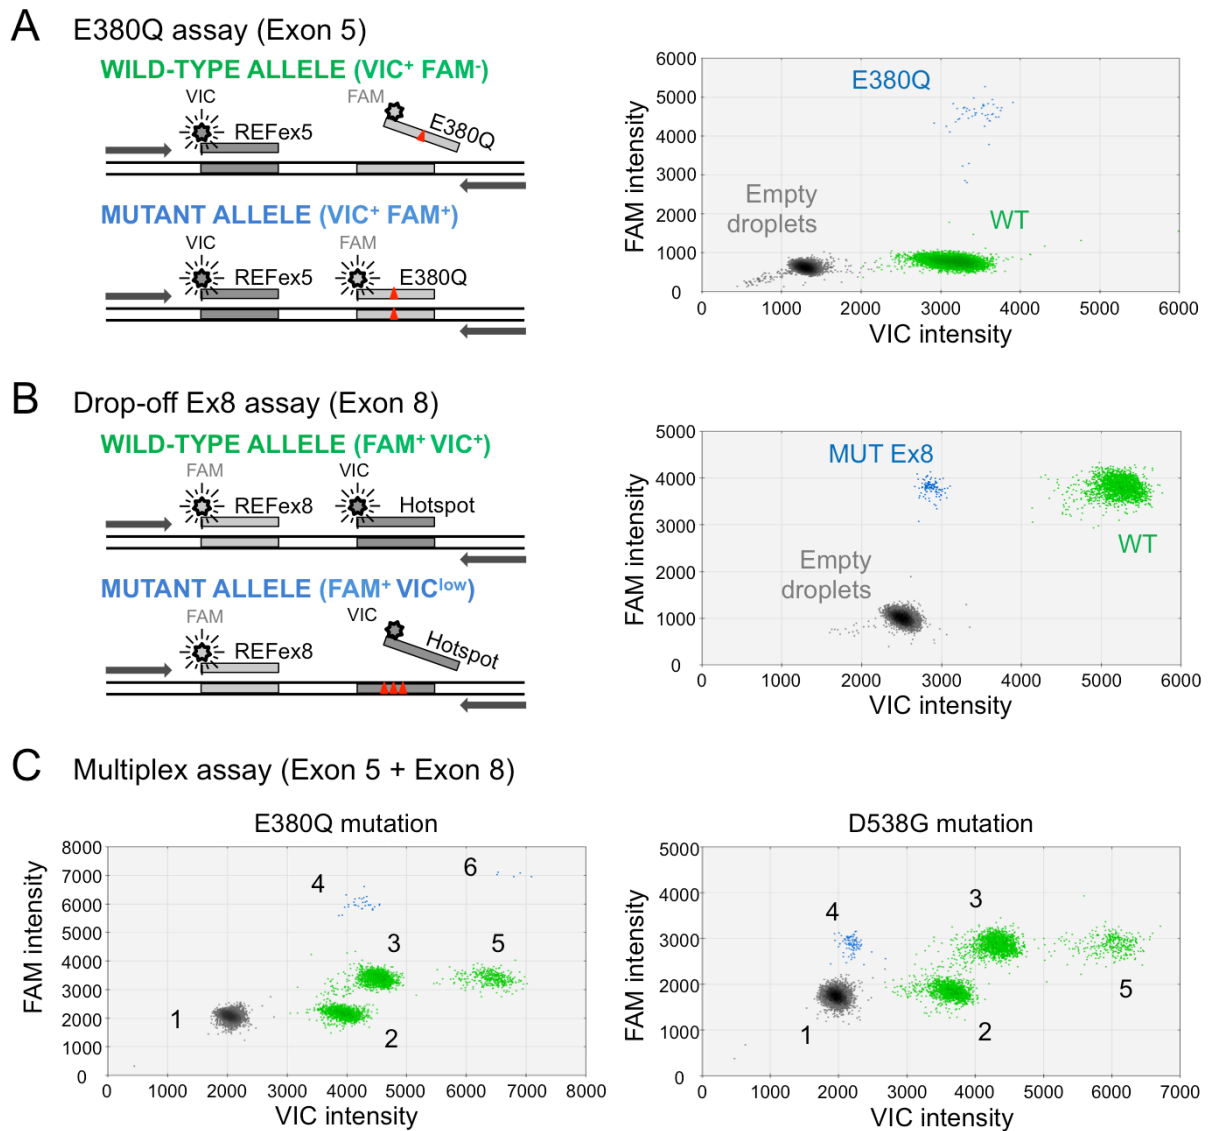 A E380Q assay (Exon 5)
WILD-TYPE ALLELE (VIC⁺ FAM⁻)
VIC
FAM
REFex5
E380Q
MUTANT ALLELE (VIC⁺ FAM⁺)
VIC
FAM
REFex5
E380Q
FAM intensity
6000
5000
4000
3000
2000
1000
0
E380Q
Empty
droplets
WT
0 1000 2000 3000 4000 5000 6000
VIC intensity
B Drop-off Ex8 assay (Exon 8)
WILD-TYPE ALLELE (FAM⁺ VIC⁺)
FAM
VIC
REFex8
Hotspot
MUTANT ALLELE (FAM⁺ VICˡᵒʷ)
FAM
VIC
REFex8
Hotspot
FAM intensity
5000
4000
3000
2000
1000
0
MUT Ex8
WT
Empty
droplets
0 1000 2000 3000 4000 5000 6000
VIC intensity
C Multiplex assay (Exon 5 + Exon 8)
E380Q mutation
FAM intensity
8000
7000
6000
5000
4000
3000
2000
1000
0
6
4
3
5
1
2
0 1000 2000 3000 4000 5000 6000 7000 8000
VIC intensity
D538G mutation
FAM intensity
5000
4000
3000
2000
1000
0
3
4
5
1
2
0 1000 2000 3000 4000 5000 6000 7000
VIC intensity